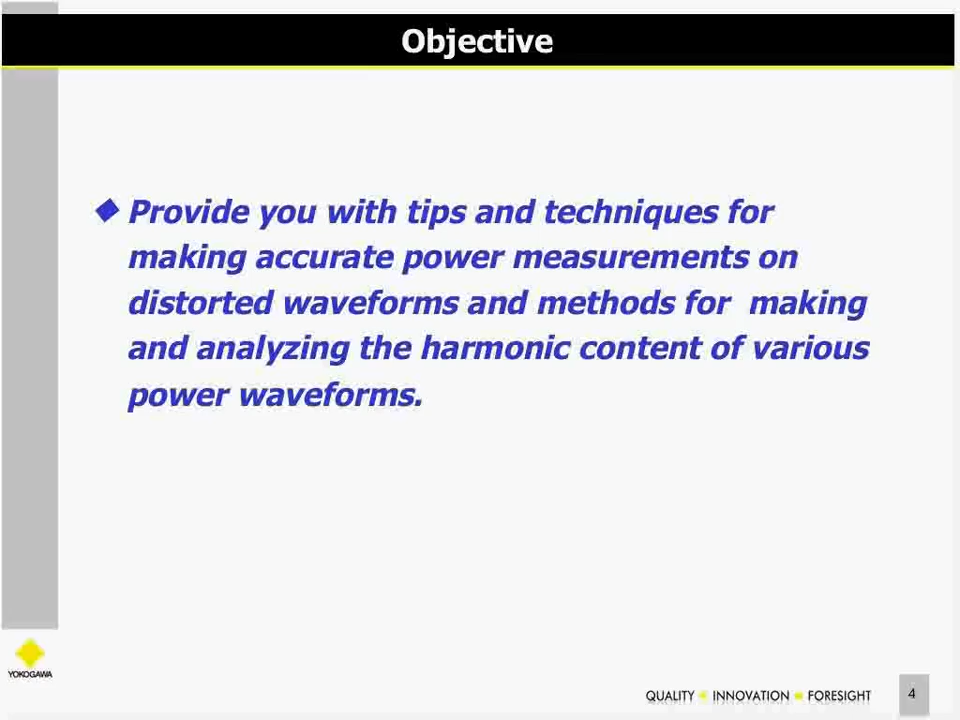 Objective
◆ Provide you with tips and techniques for
making accurate power measurements on
distorted waveforms and methods for making
and analyzing the harmonic content of various
power waveforms.
YOKOGAWA
QUALITY ■ INNOVATION ■ FORESIGHT
4